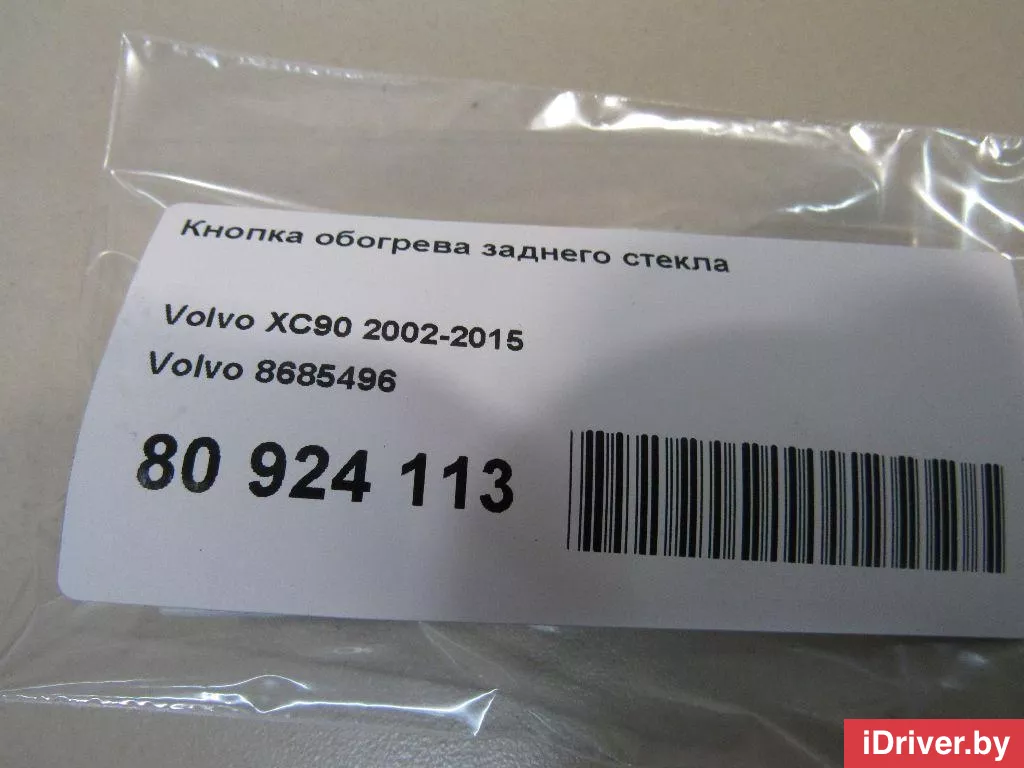 Кнопка обогрева заднего стекла
Volvo XC90 2002-2015
Volvo 8685496
80 924 113
iDriver.by